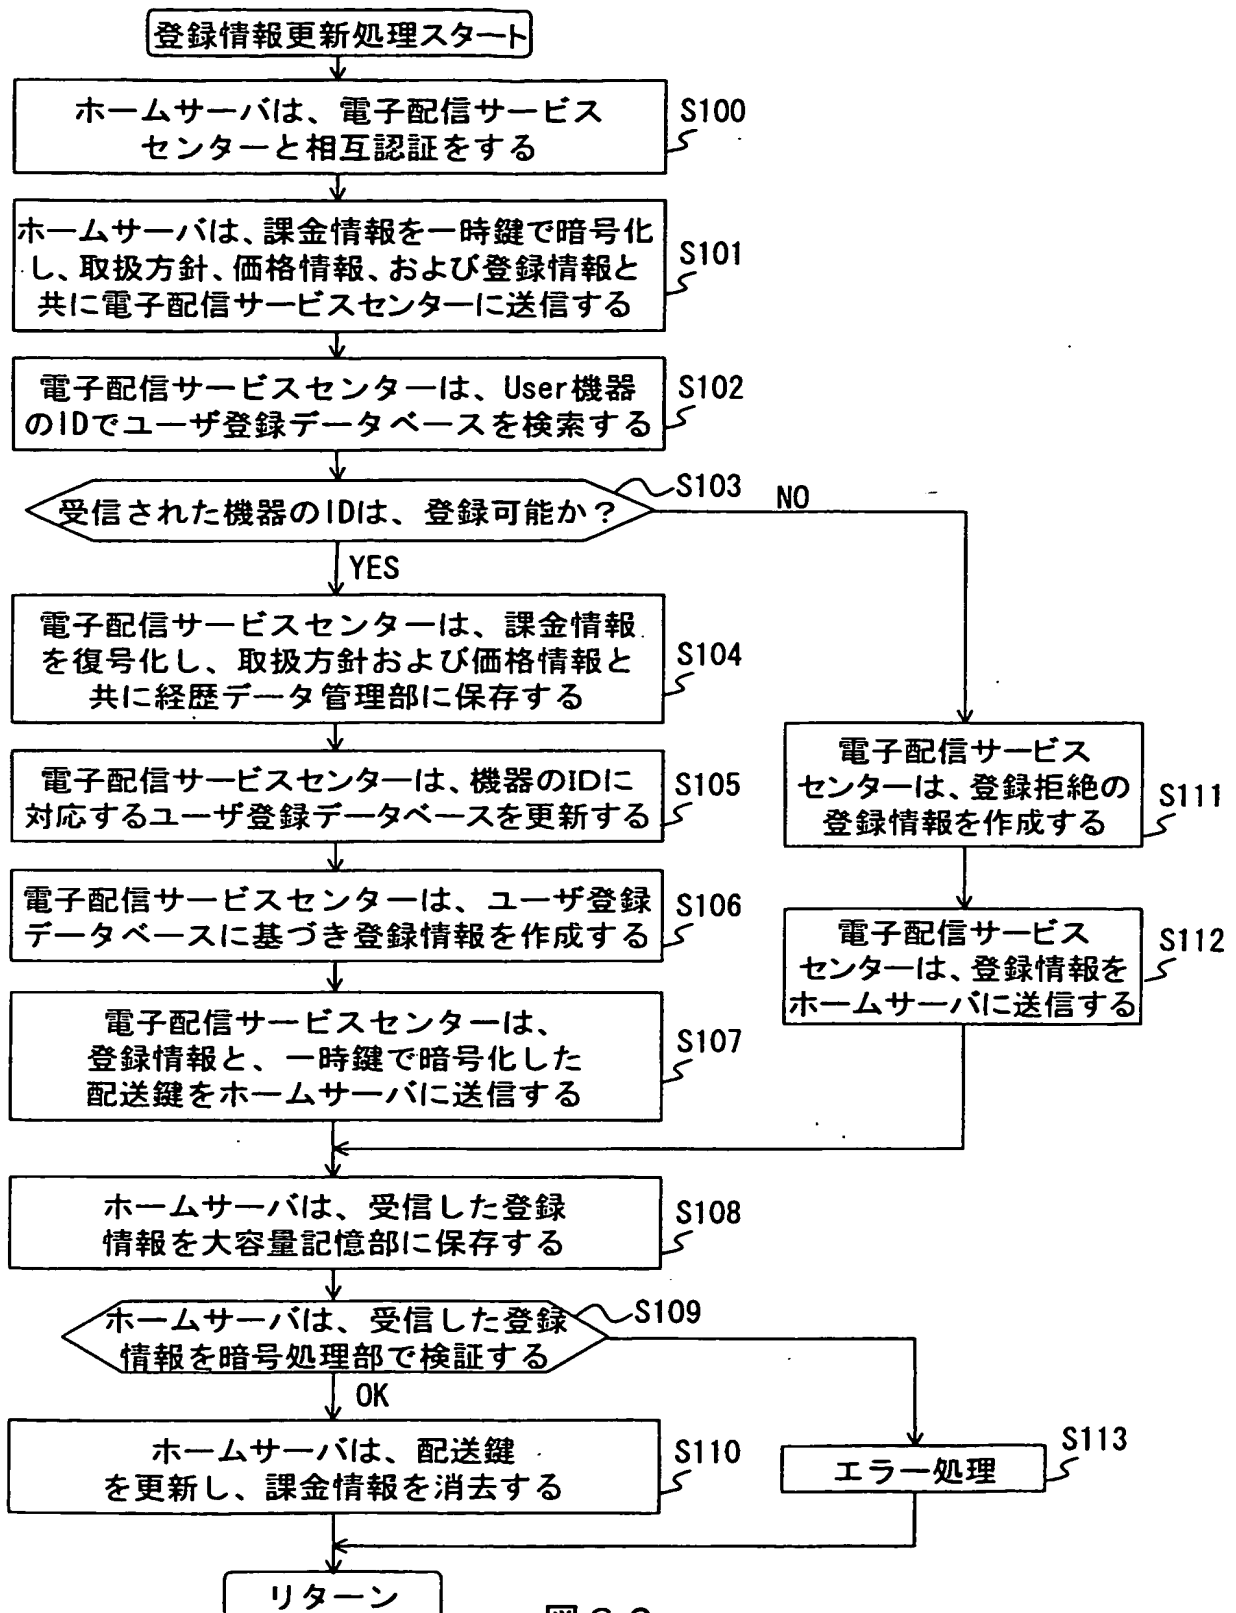 登録情報更新処理スタート
ホームサーバは、電子配信サービス
センターと相互認証をする
S100
ホームサーバは、課金情報を一時鍵で暗号化
し、取扱方針、価格情報、および登録情報と
共に電子配信サービスセンターに送信する
S101
電子配信サービスセンターは、User機器
のIDでユーザ登録データベースを検索する
S102
受信された機器のIDは、登録可能か?
S103
NO
YES
電子配信サービスセンターは、課金情報
を復号化し、取扱方針および価格情報と
共に経歴データ管理部に保存する
S104
電子配信サービスセンターは、機器のIDに
対応するユーザ登録データベースを更新する
S105
電子配信サービスセンターは、ユーザ登録
データベースに基づき登録情報を作成する
S106
電子配信サービスセンターは、
登録情報と、一時鍵で暗号化した
配送鍵をホームサーバに送信する
S107
電子配信サービス
センターは、登録拒絶の
登録情報を作成する
S111
電子配信サービス
センターは、登録情報を
ホームサーバに送信する
S112
ホームサーバは、受信した登録
情報を大容量記憶部に保存する
S108
ホームサーバは、受信した登録
情報を暗号処理部で検証する
S109
OK
ホームサーバは、配送鍵
を更新し、課金情報を消去する
S110
エラー処理
S113
リターン